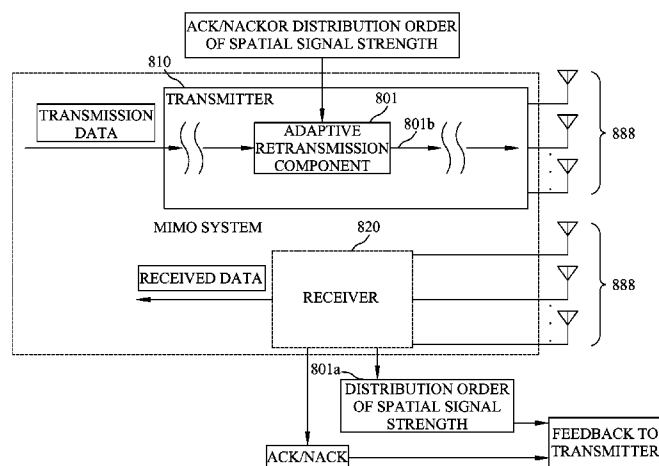 ACK/NACKOR DISTRIBUTION ORDER
OF SPATIAL SIGNAL STRENGTH
810
TRANSMITTER
801
TRANSMISSION
DATA
ADAPTIVE
RETRANSMISSION
COMPONENT
801b
888
MIMO SYSTEM
820
RECEIVED DATA
RECEIVER
888
801a
DISTRIBUTION ORDER
OF SPATIAL SIGNAL
STRENGTH
FEEDBACK TO
TRANSMITTER
ACK/NACK